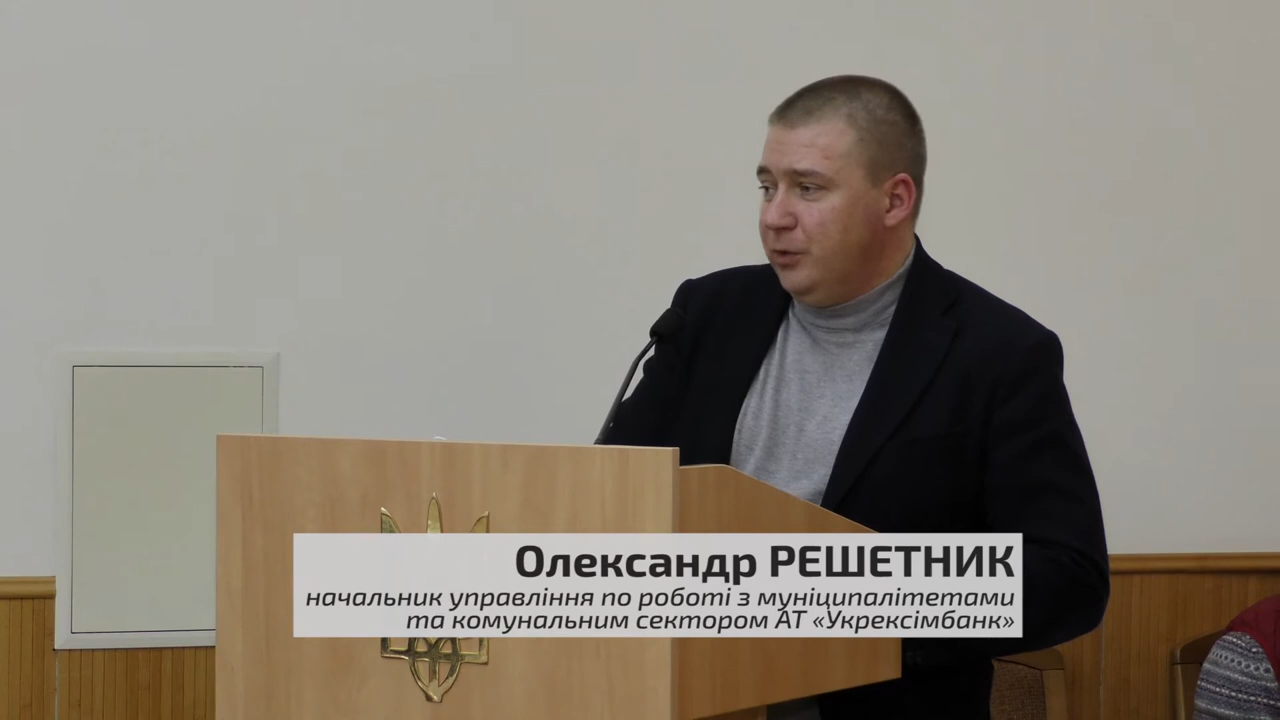 Олександр РЕШЕТНИК
начальник управління по роботі з муніципалітетами
та комунальним сектором АТ «Укрексімбанк»